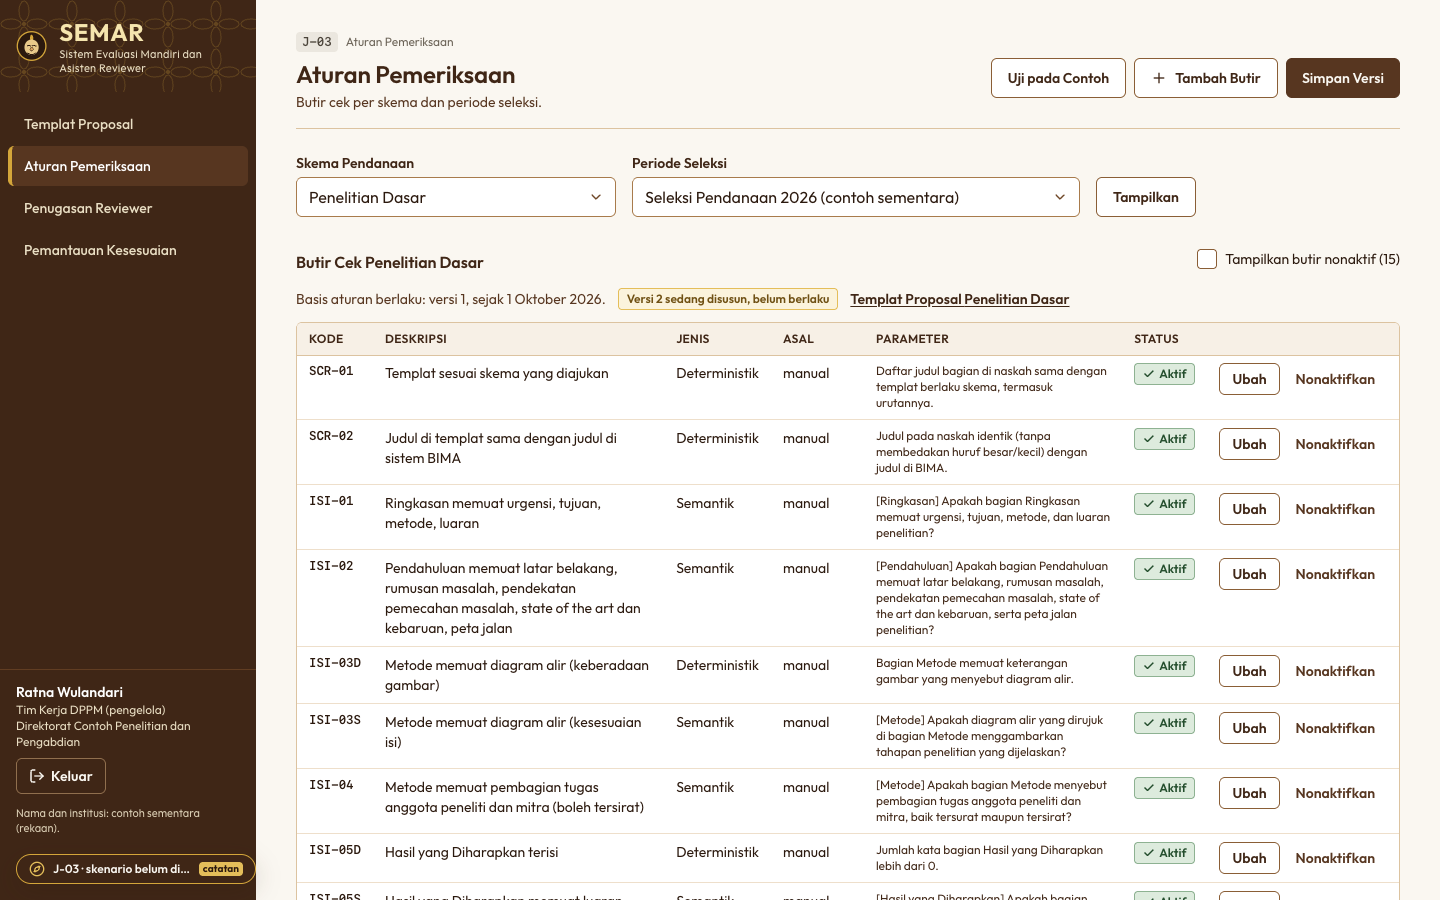 SEMAR
Sistem Evaluasi Mandiri dan
Asisten Reviewer
Templat Proposal
Aturan Pemeriksaan
Penugasan Reviewer
Pemantauan Kesesuaian
Ratna Wulandari
Tim Kerja DPPM (pengelola)
Direktorat Contoh Penelitian dan
Pengabdian
Keluar
Nama dan institusi: contoh sementara
(rekaan).
J-03 · skenario belum di... catatan
J-03 Aturan Pemeriksaan
Aturan Pemeriksaan
Butir cek per skema dan periode seleksi.
Uji pada Contoh
Tambah Butir
Simpan Versi
Skema Pendanaan
Penelitian Dasar
Periode Seleksi
Seleksi Pendanaan 2026 (contoh sementara)
Tampilkan
Butir Cek Penelitian Dasar
Tampilkan butir nonaktif (15)
Basis aturan berlaku: versi 1, sejak 1 Oktober 2026. Versi 2 sedang disusun, belum berlaku Templat Proposal Penelitian Dasar
KODE DESKRIPSI JENIS ASAL PARAMETER STATUS
SCR-01 Templat sesuai skema yang diajukan Deterministik manual
Daftar judul bagian di naskah sama dengan
templat berlaku skema, termasuk
urutannya.
Aktif Ubah Nonaktifkan
SCR-02 Judul di templat sama dengan judul di
sistem BIMA
Deterministik manual
Judul pada naskah identik (tanpa
membedakan huruf besar/kecil) dengan
judul di BIMA.
Aktif Ubah Nonaktifkan
ISI-01 Ringkasan memuat urgensi, tujuan,
metode, luaran
Semantik manual
[Ringkasan] Apakah bagian Ringkasan
memuat urgensi, tujuan, metode, dan luaran
penelitian?
Aktif Ubah Nonaktifkan
ISI-02 Pendahuluan memuat latar belakang,
rumusan masalah, pendekatan
pemecahan masalah, state of the art dan
kebaruan, peta jalan
Semantik manual
[Pendahuluan] Apakah bagian Pendahuluan
memuat latar belakang, rumusan masalah,
pendekatan pemecahan masalah, state of
the art dan kebaruan, serta peta jalan
penelitian?
Aktif Ubah Nonaktifkan
ISI-03D Metode memuat diagram alir (keberadaan
gambar)
Deterministik manual
Bagian Metode memuat keterangan
gambar yang menyebut diagram alir.
Aktif Ubah Nonaktifkan
ISI-03S Metode memuat diagram alir (kesesuaian
isi)
Semantik manual
[Metode] Apakah diagram alir yang dirujuk
di bagian Metode menggambarkan
tahapan penelitian yang dijelaskan?
Aktif Ubah Nonaktifkan
ISI-04 Metode memuat pembagian tugas
anggota peneliti dan mitra (boleh tersirat)
Semantik manual
[Metode] Apakah bagian Metode menyebut
pembagian tugas anggota peneliti dan
mitra, baik tersurat maupun tersirat?
Aktif Ubah Nonaktifkan
ISI-05D Hasil yang Diharapkan terisi Deterministik manual
Jumlah kata bagian Hasil yang Diharapkan
lebih dari 0.
Aktif Ubah Nonaktifkan